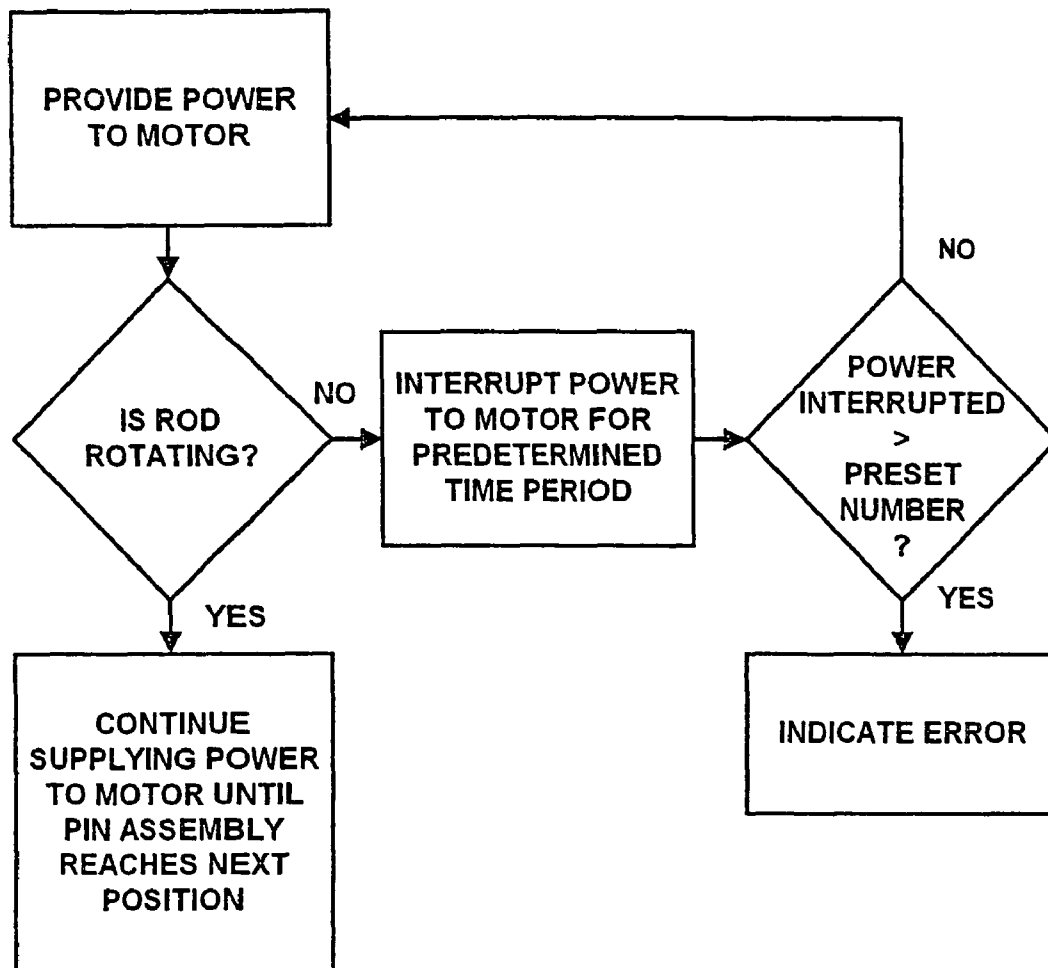 PROVIDE POWER
TO MOTOR
IS ROD
ROTATING?
NO
INTERRUPT POWER
TO MOTOR FOR
PREDETERMINED
TIME PERIOD
POWER
INTERRUPTED
>
PRESET
NUMBER
?
NO
YES
CONTINUE
SUPPLYING POWER
TO MOTOR UNTIL
PIN ASSEMBLY
REACHES NEXT
POSITION
YES
INDICATE ERROR